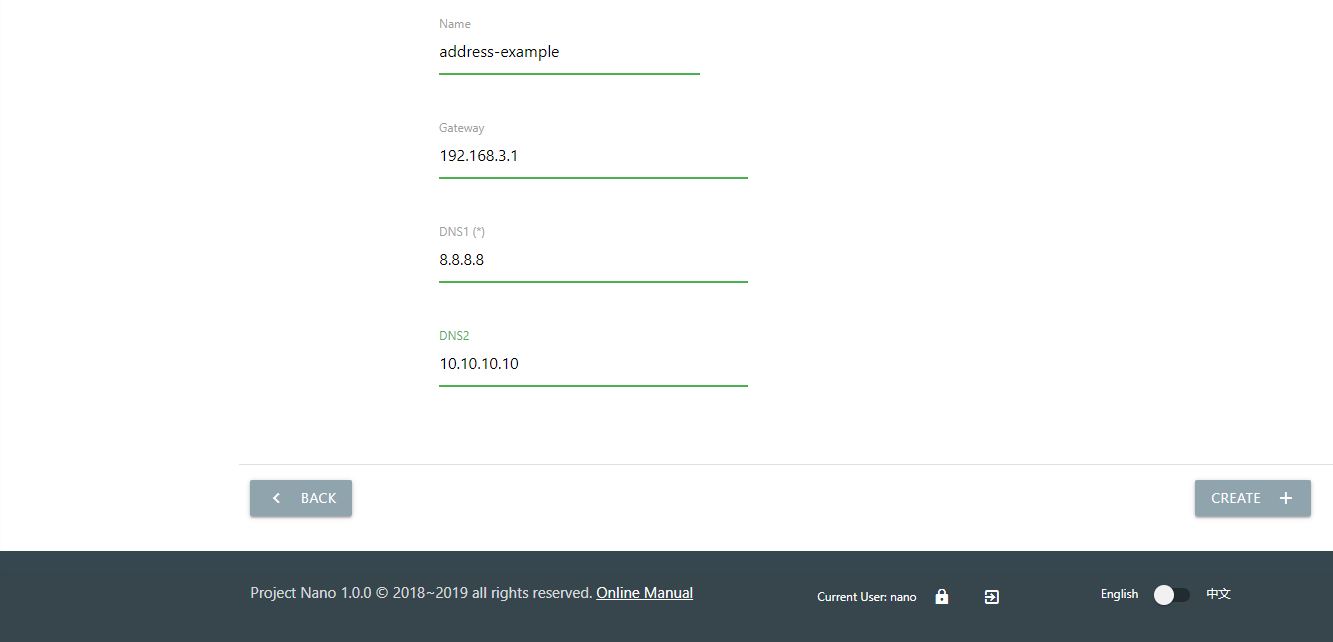 Name
address-example
Gateway
192.168.3.1
DNS1 (*)
8.8.8.8
DNS2
10.10.10.10
BACK
CREATE
Project Nano 1.0.0 © 2018~2019 all rights reserved. Online Manual
Current User: nano
English
中文